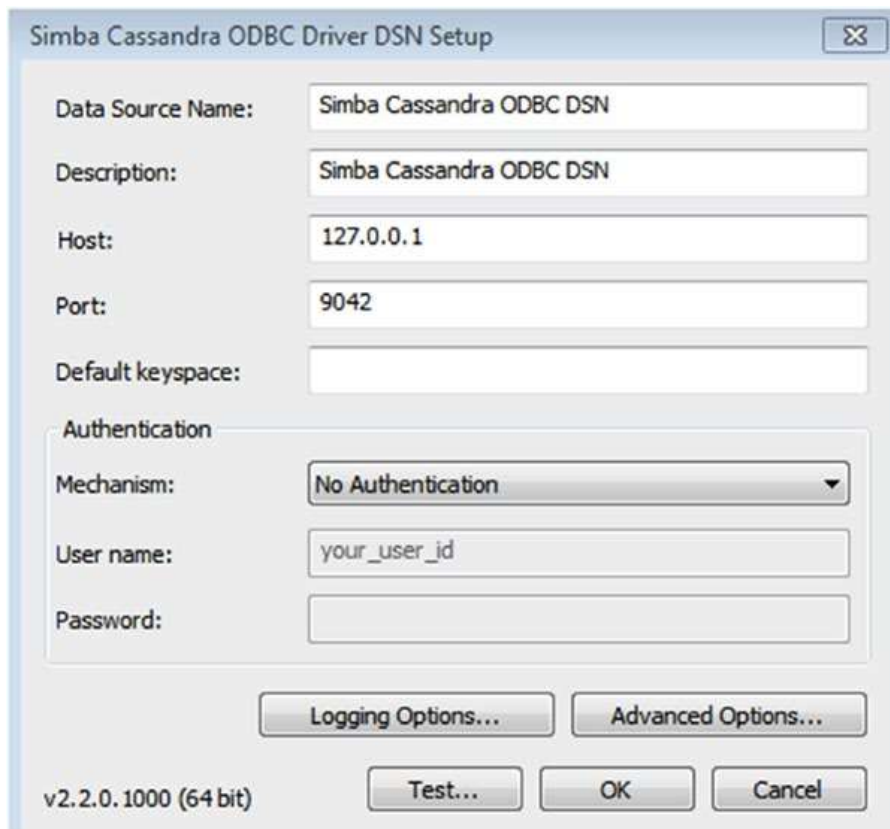 Simba Cassandra ODBC Driver DSN Setup
Data Source Name: Simba Cassandra ODBC DSN
Description: Simba Cassandra ODBC DSN
Host: 127.0.0.1
Port: 9042
Default keyspace:
Authentication
Mechanism: No Authentication
User name: your_user_id
Password:
Logging Options... Advanced Options...
v2.2.0.1000 (64 bit) Test... OK Cancel